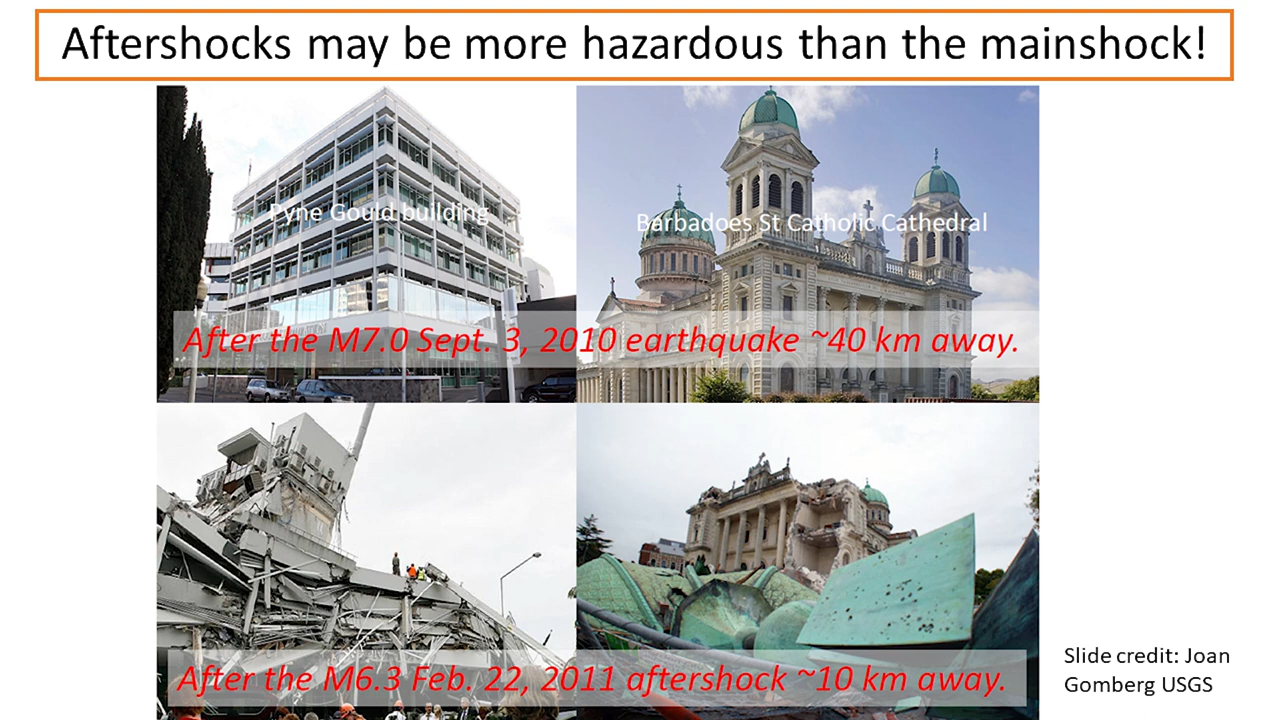 Aftershocks may be more hazardous than the mainshock!
Pyne Gould building
Barbadoes St Catholic Cathedral
After the M7.0 Sept. 3, 2010 earthquake ~40 km away.
After the M6.3 Feb. 22, 2011 aftershock ~10 km away.
Slide credit: Joan
Gomberg USGS